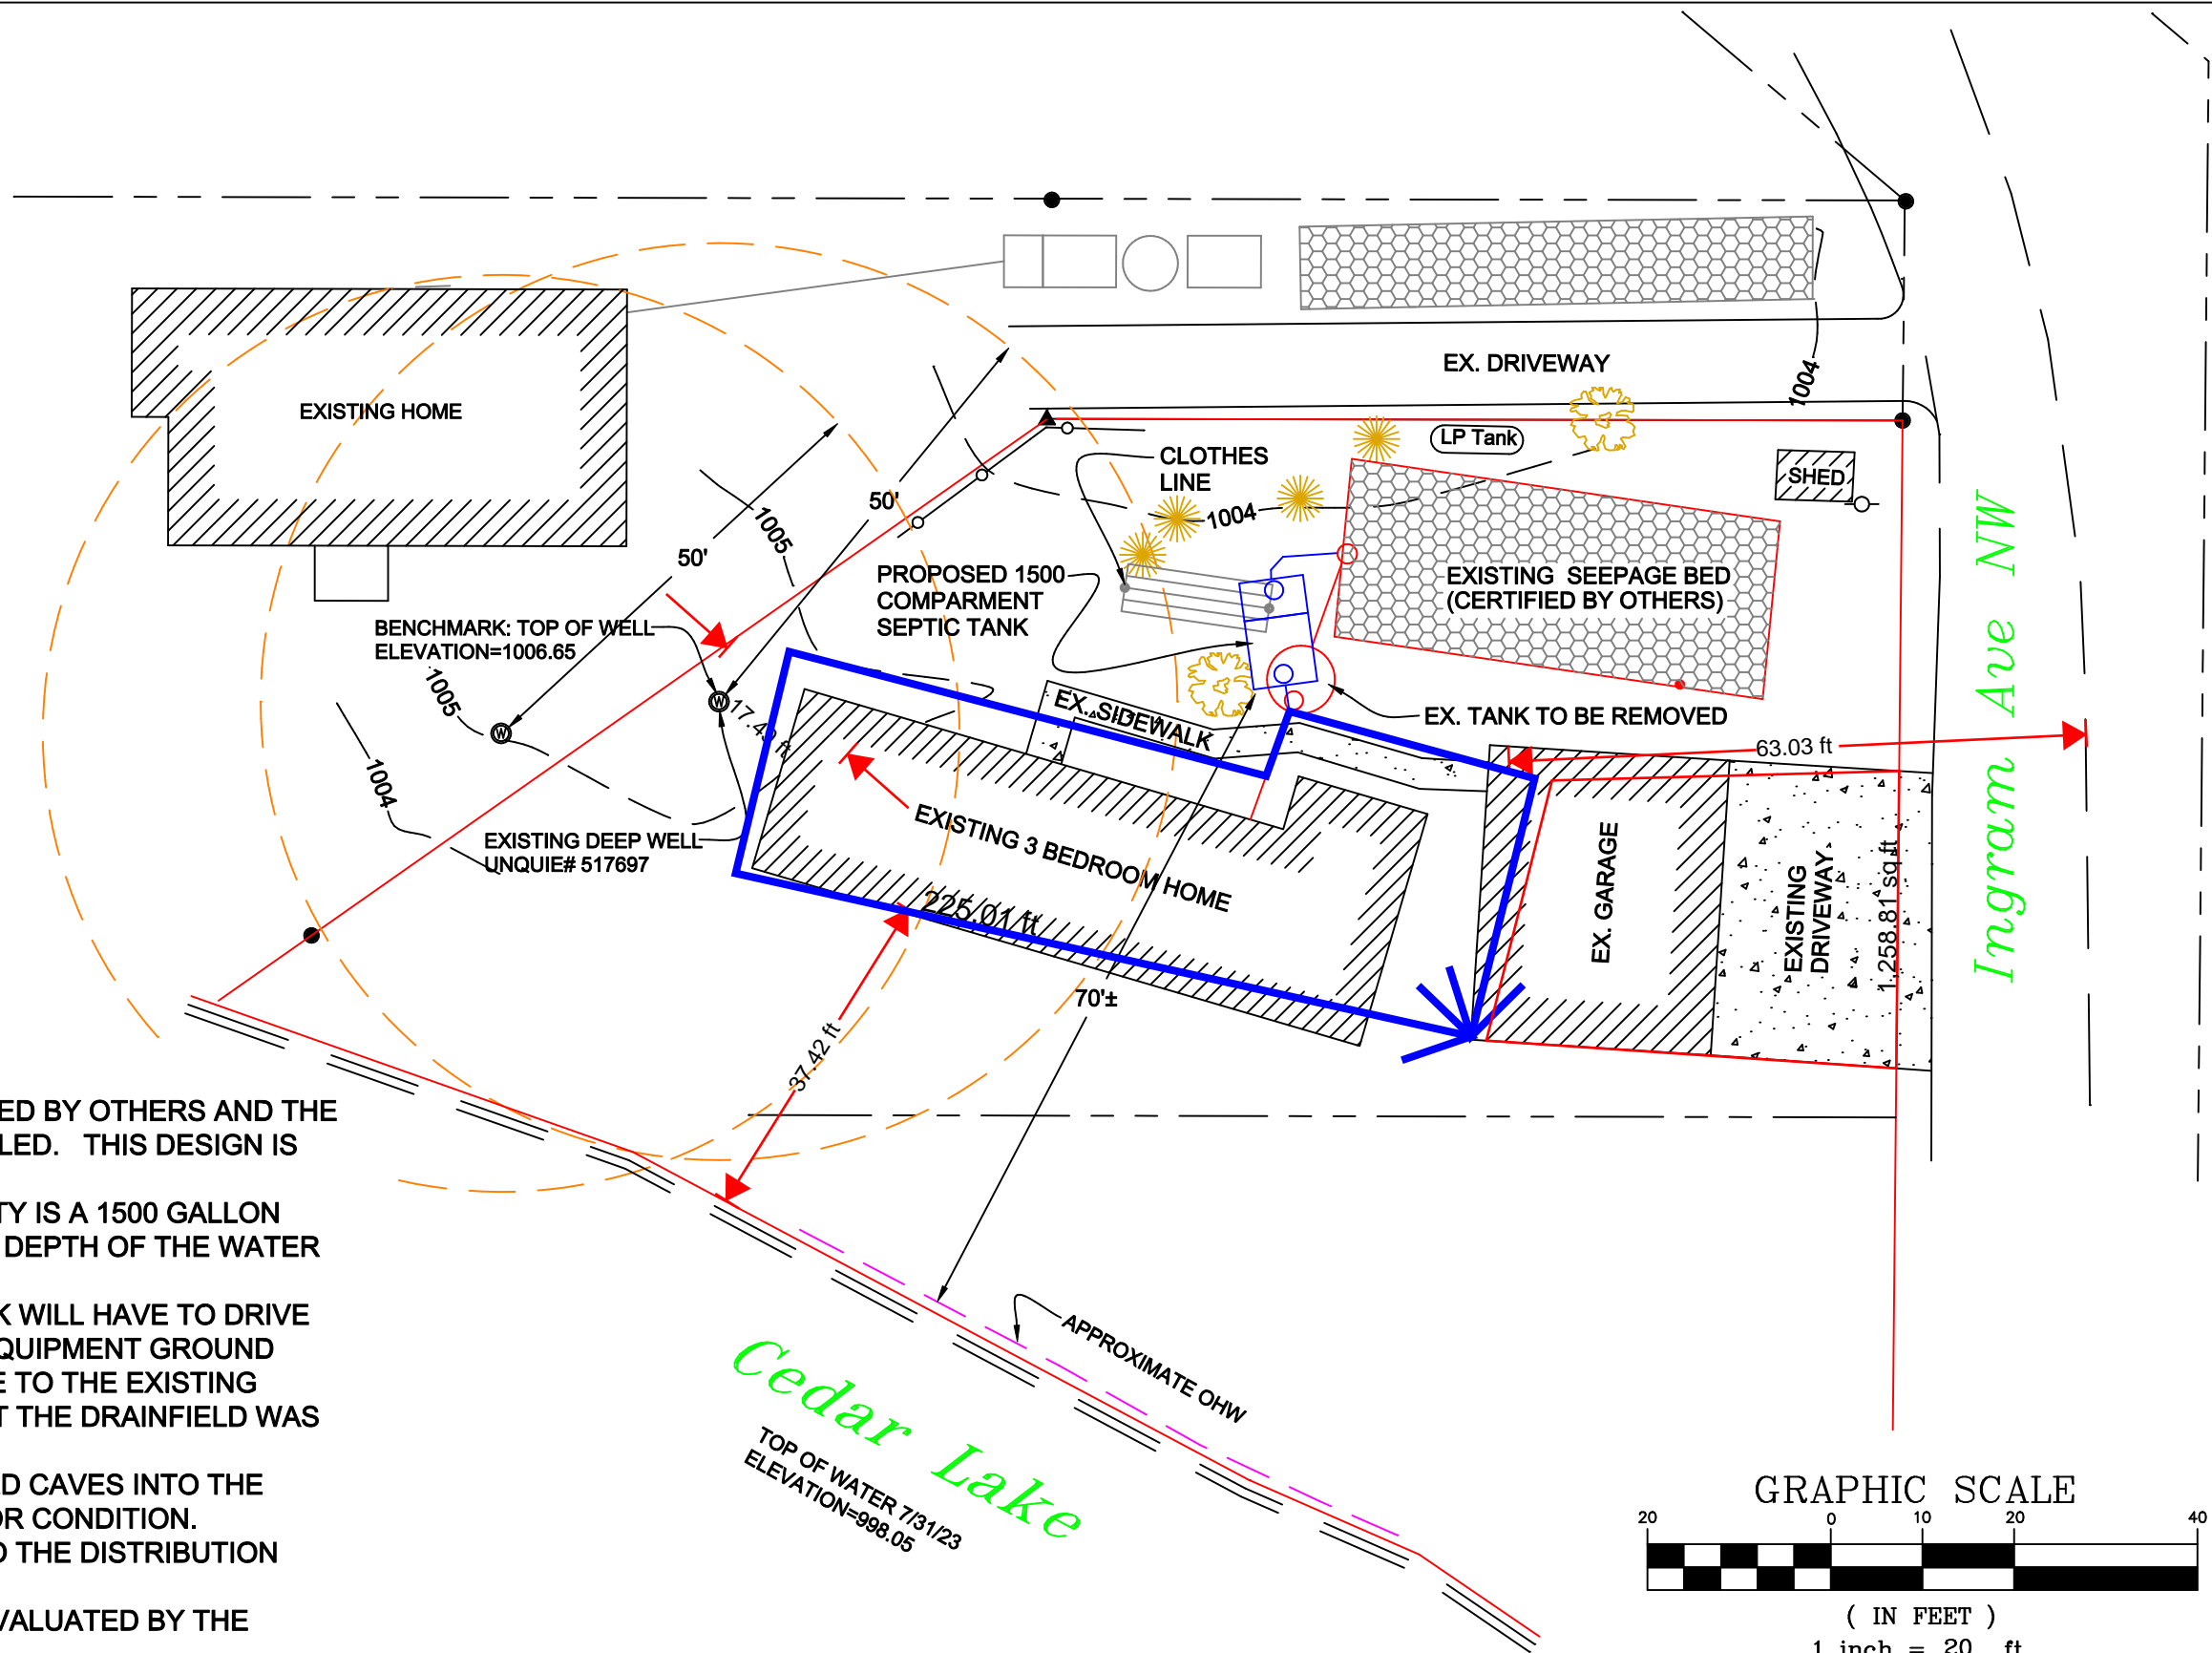 EXISTING HOME
EX. DRIVEWAY
1004
LP Tank
CLOTHES
LINE
SHED
50'
1004
1005
50'
PROPOSED 1500
COMPARMENT
SEPTIC TANK
EXISTING SEEPAGE BED
(CERTIFIED BY OTHERS)
Ingram Ave NW
BENCHMARK: TOP OF WELL
ELEVATION=1006.65
1005
W
W
17.49 ft
EX. SIDEWALK
EX. TANK TO BE REMOVED
63.03 ft
1004
EXISTING DEEP WELL
UNQUIE# 517697
EXISTING 3 BEDROOM HOME
225.01 ft
EX. GARAGE
EXISTING
DRIVEWAY
1,258.81 sq ft
70'±
37.42 ft
ED BY OTHERS AND THE
LED. THIS DESIGN IS
TY IS A 1500 GALLON
DEPTH OF THE WATER
K WILL HAVE TO DRIVE
QUIPMENT GROUND
E TO THE EXISTING
T THE DRAINFIELD WAS
ED CAVES INTO THE
OR CONDITION.
O THE DISTRIBUTION
VALUATED BY THE
APPROXIMATE OHW
Cedar Lake
TOP OF WATER 7/31/23
ELEVATION=998.05
GRAPHIC SCALE
20 0 10 20 40
( IN FEET )
1 inch = 20 ft